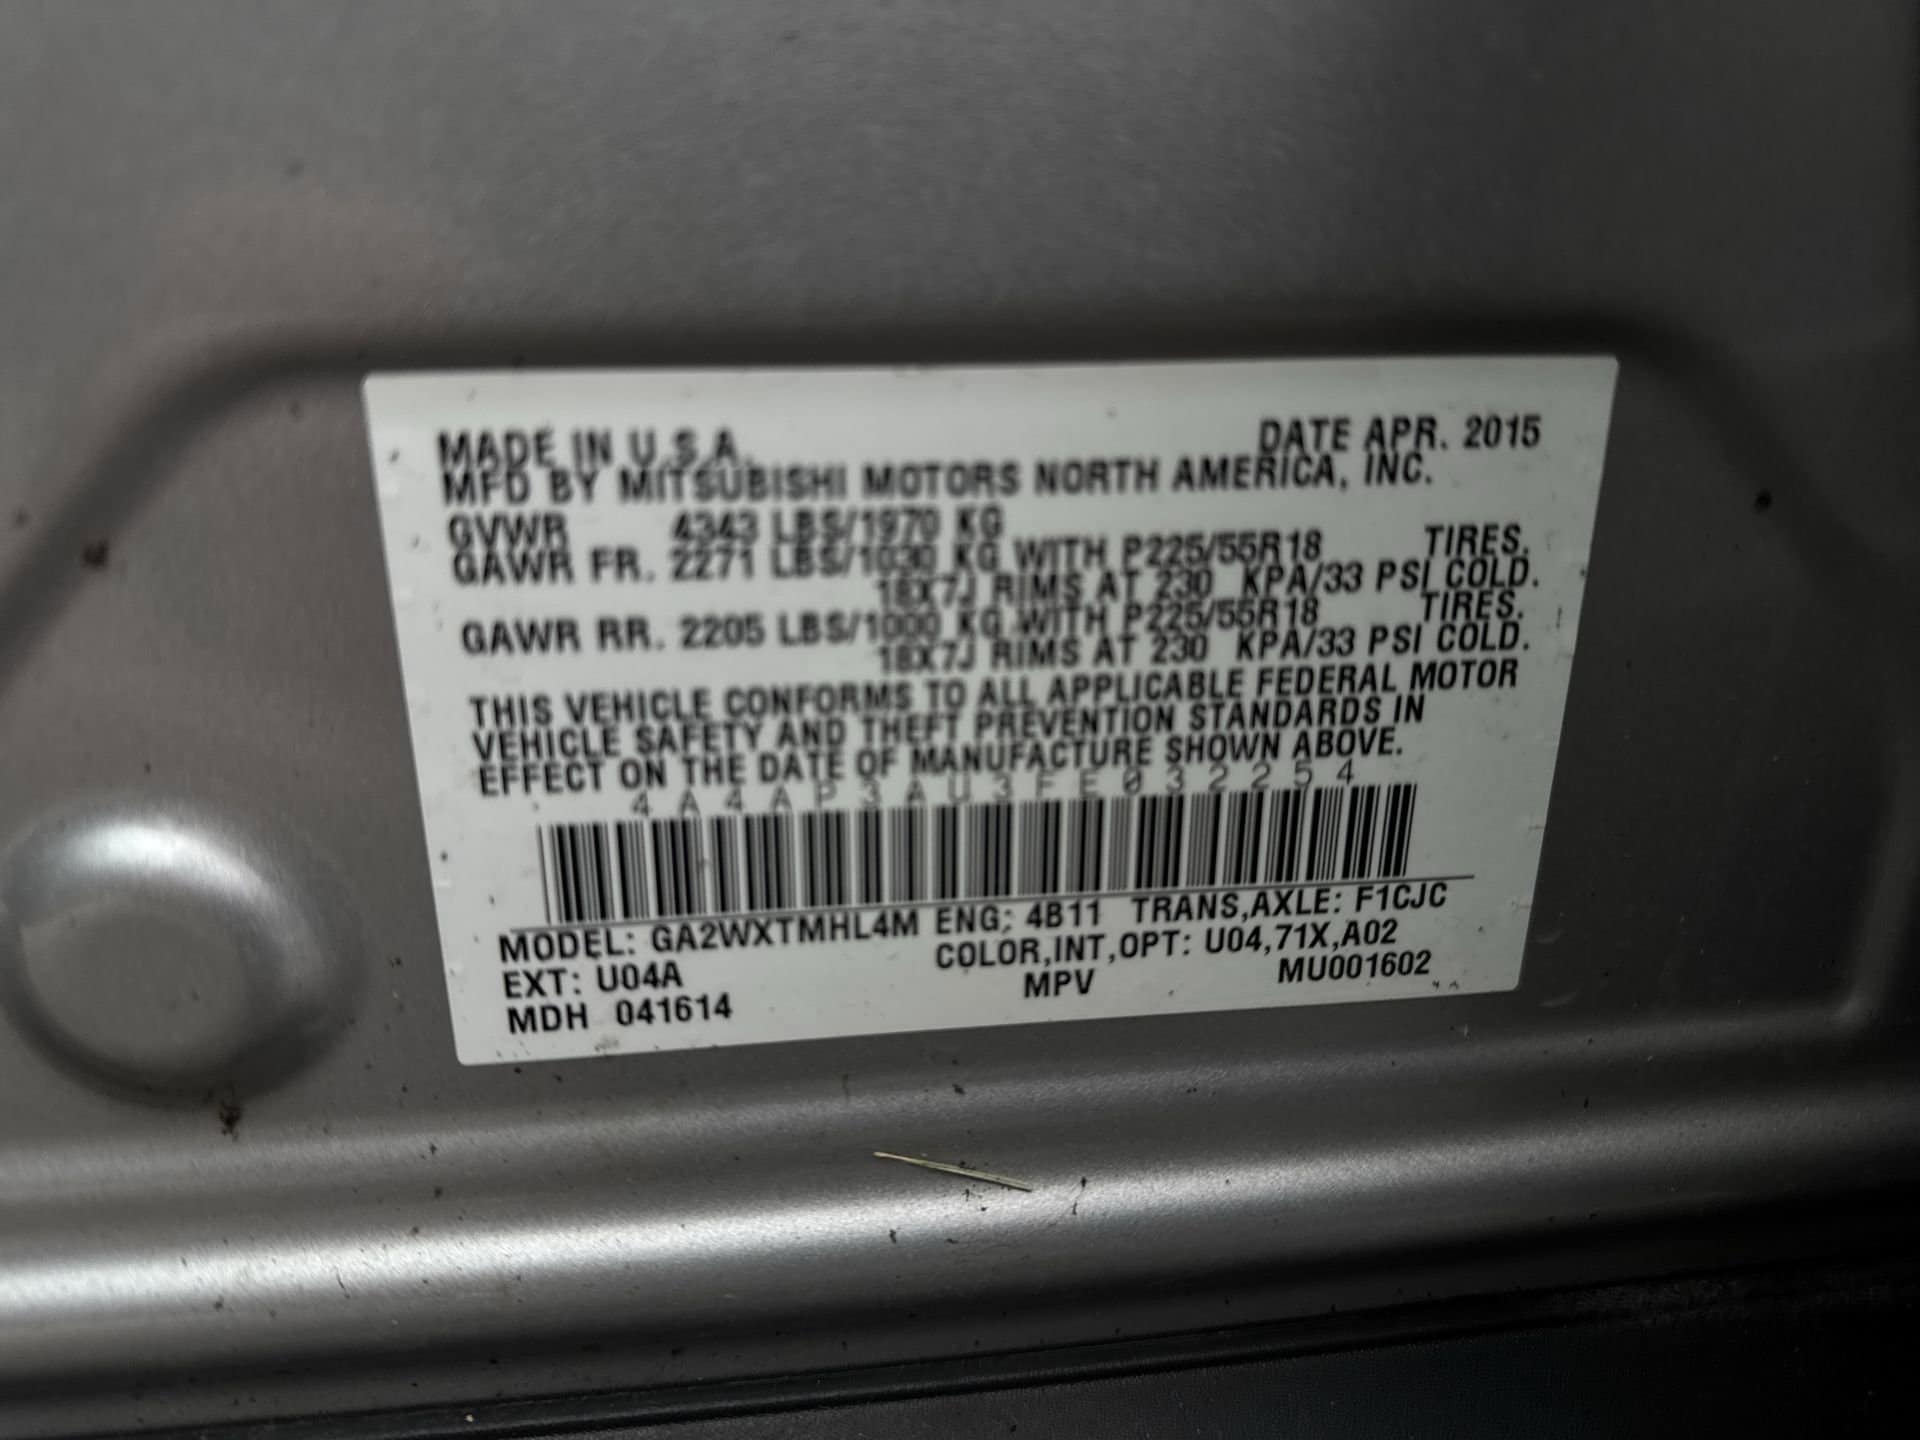 MADE IN U.S.A. DATE APR. 2015
MFD BY MITSUBISHI MOTORS NORTH AMERICA, INC.
GVWR 4343 LBS/1970 KG
GAWR FR. 2271 LBS/1030 KG WITH P225/55R18 TIRES.
18X7J RIMS AT 230 KPA/33 PSI COLD.
GAWR RR. 2205 LBS/1000 KG WITH P225/55R18 TIRES.
18X7J RIMS AT 230 KPA/33 PSI COLD.
THIS VEHICLE CONFORMS TO ALL APPLICABLE FEDERAL MOTOR
VEHICLE SAFETY AND THEFT PREVENTION STANDARDS IN
EFFECT ON THE DATE OF MANUFACTURE SHOWN ABOVE.
4A4AP3AU3FE032254
MODEL: GA2WXTMHL4M ENG: 4B11 TRANS,AXLE: F1CJC
EXT: U04A COLOR,INT,OPT: U04,71X,A02
MDH 041614 MPV MU001602